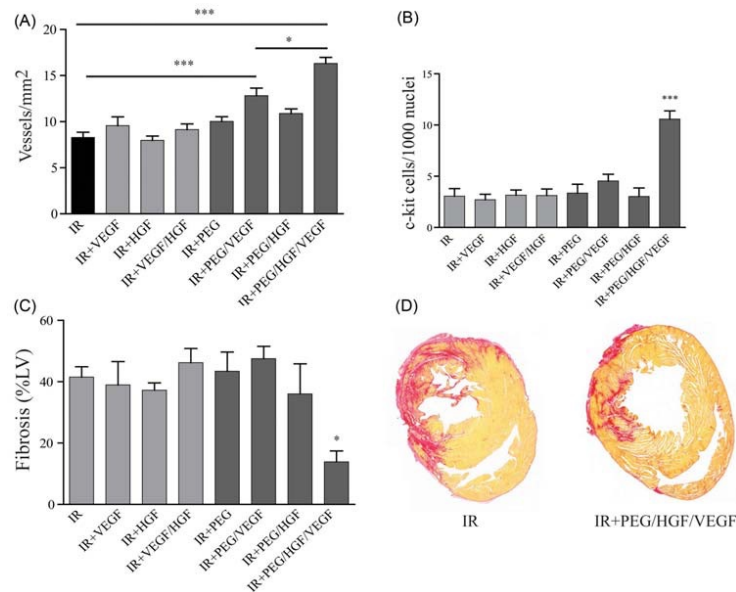 (A)
***
***
*
Vessels/mm²
20
15
10
5
0
IR
IR+VEGF
IR+HGF
IR+VEGF/HGF
IR+PEG
IR+PEG/VEGF
IR+PEG/HGF
IR+PEG/HGF/VEGF
(B)
c-kit cells/1000 nuclei
15
10
5
0
***
IR
IR+VEGF
IR+HGF
IR+VEGF/HGF
IR+PEG
IR+PEG/VEGF
IR+PEG/HGF
IR+PEG/HGF/VEGF
(C)
Fibrosis (%LV)
60
40
20
0
*
IR
IR+VEGF
IR+HGF
IR+VEGF/HGF
IR+PEG
IR+PEG/VEGF
IR+PEG/HGF
IR+PEG/HGF/VEGF
(D)
IR
IR+PEG/HGF/VEGF